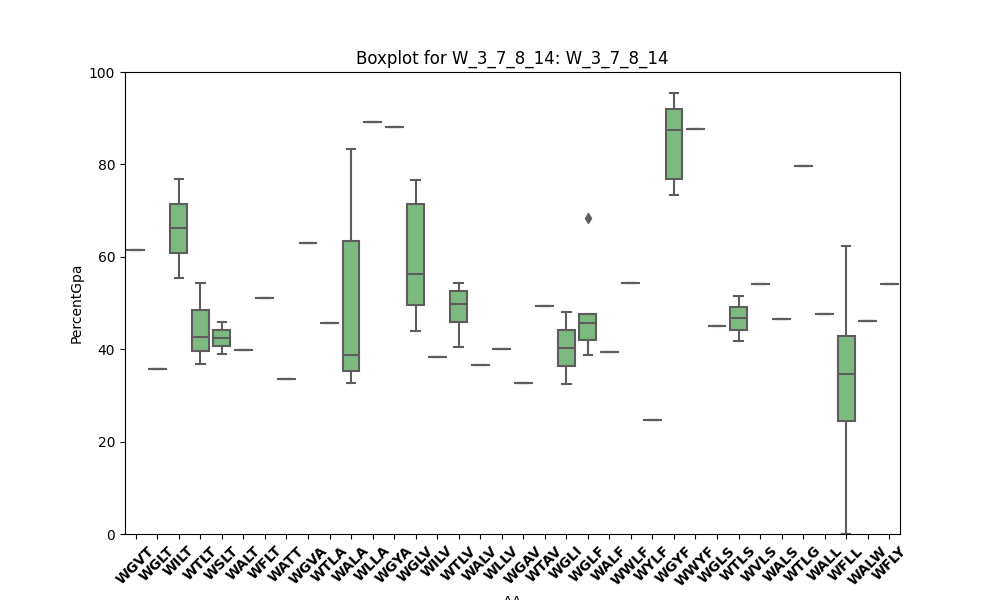 Boxplot for W_3_7_8_14: W_3_7_8_14
PercentGpa
100
80
60
40
20
0
WGVT
WGLT
WILT
WTLT
WSLT
WALT
WFLT
WATT
WGVA
WTLA
WALA
WLLA
WGYA
WGLV
WILV
WTLV
WALV
WLLV
WGAV
WTAV
WGLI
WGLF
WALF
WWLF
WYLF
WGYF
WWYF
WGLS
WTLS
WVLS
WALS
WTLG
WALL
WFLL
WALW
WFLY
AA